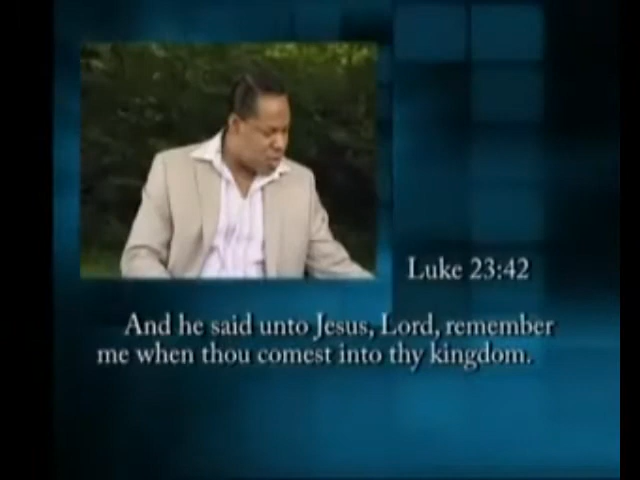 Luke 23:42
And he said unto Jesus, Lord, remember
me when thou comest into thy kingdom.